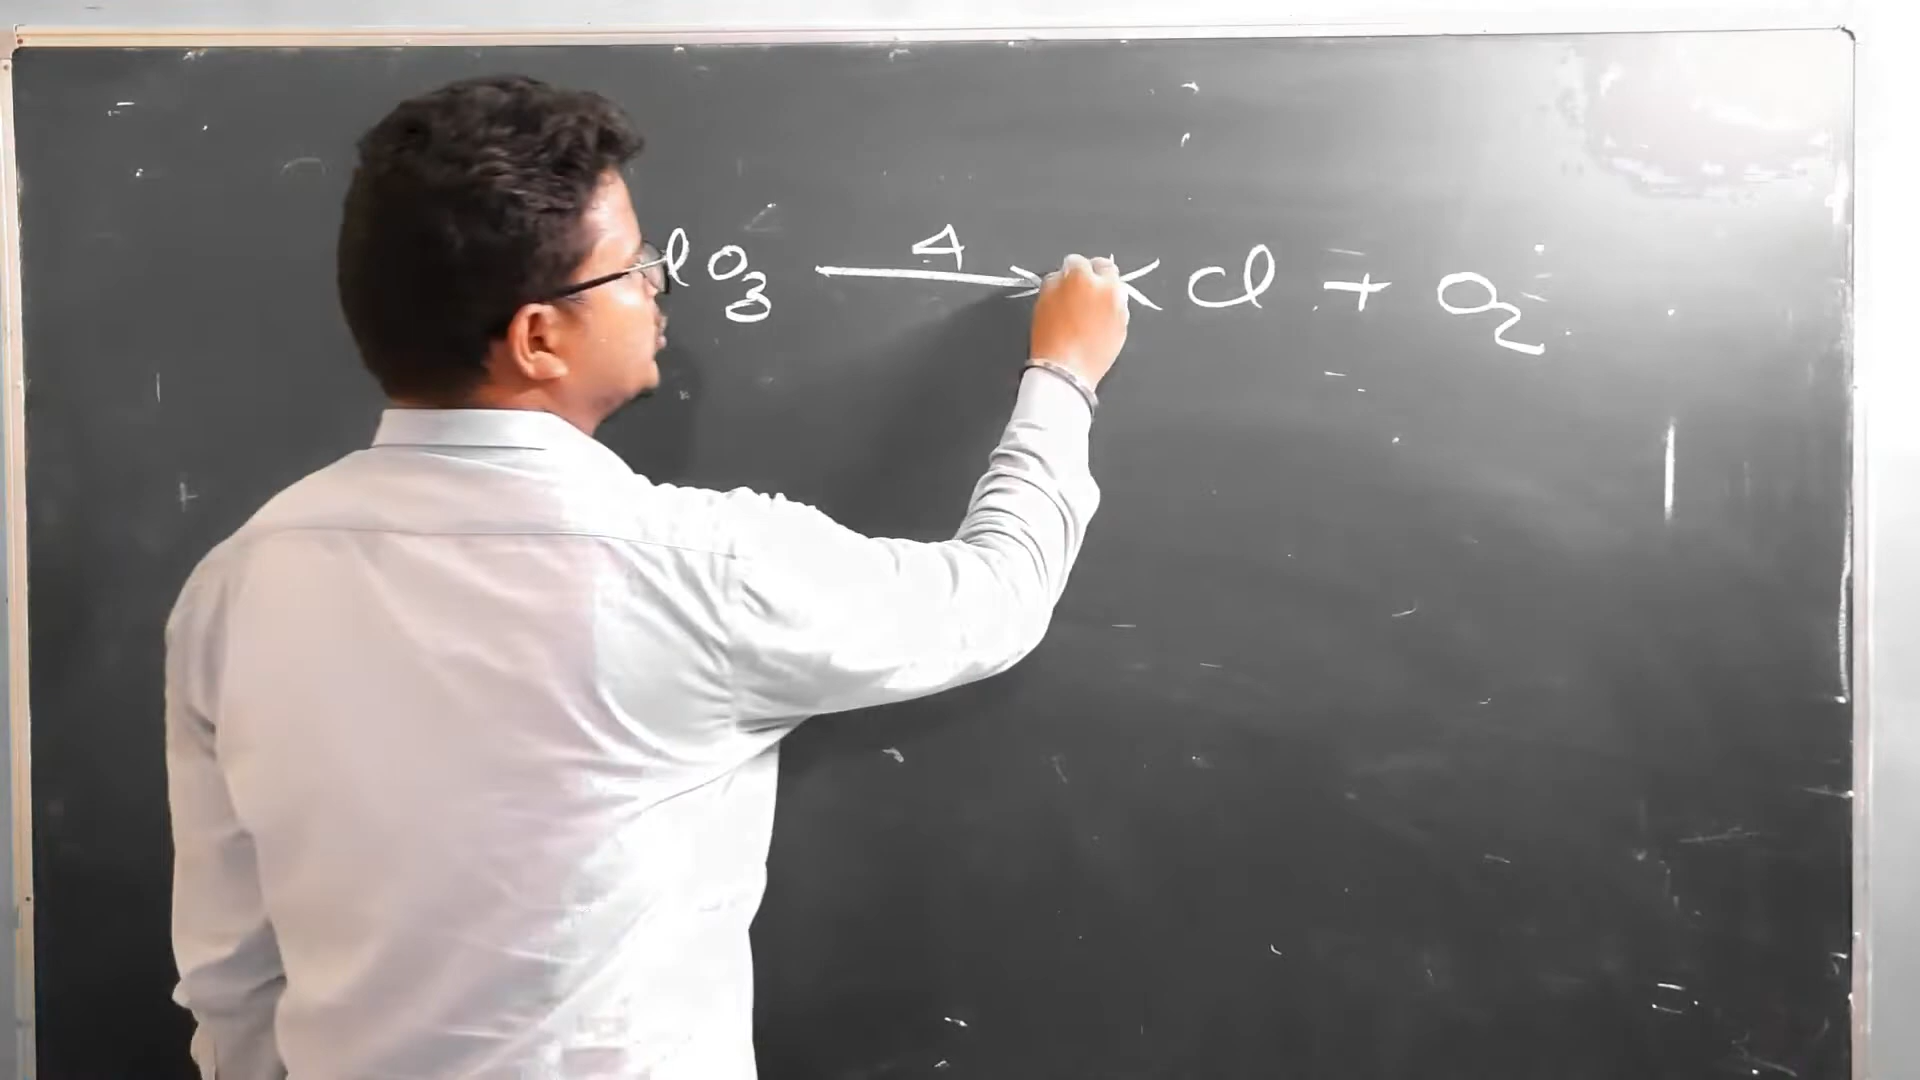 lO₃ —Δ→ KCl + O₂